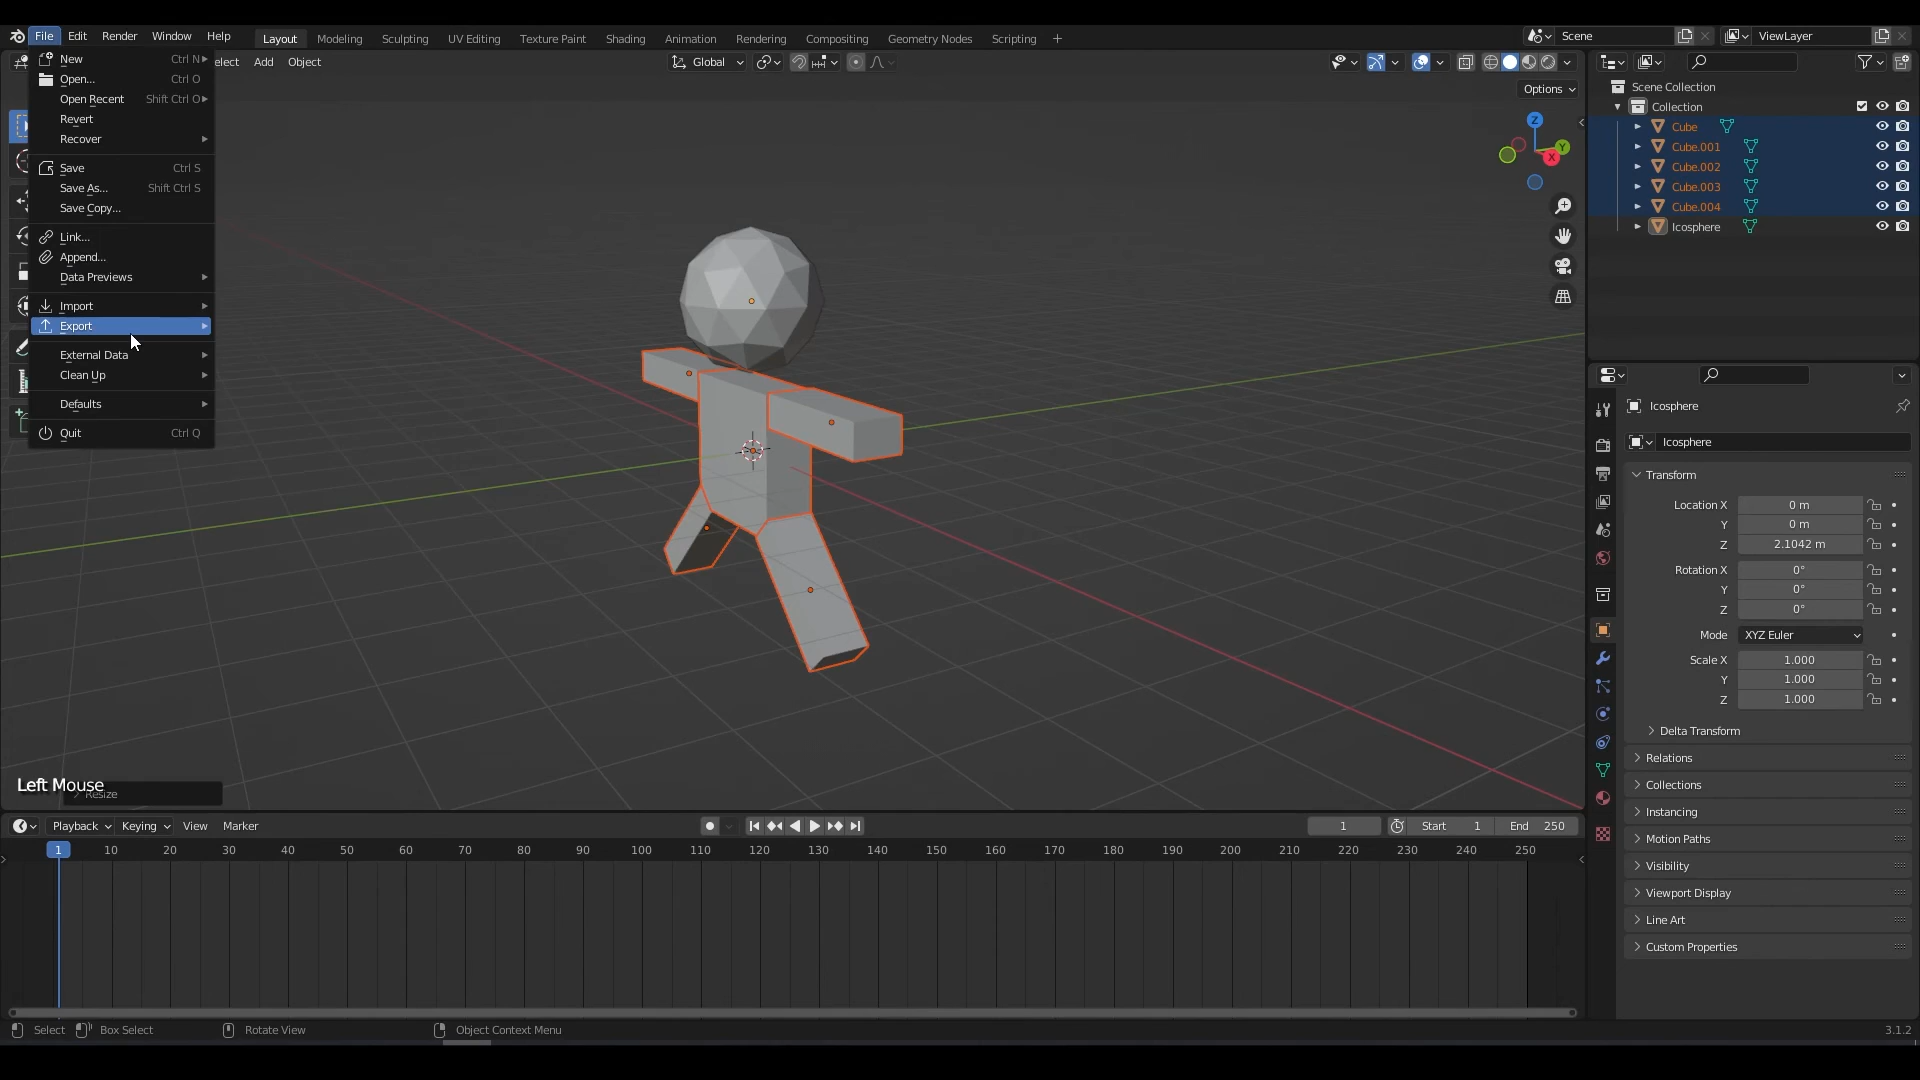 File Edit Render Window Help Layout Modeling Sculpting UV Editing Texture Paint Shading Animation Rendering Compositing Geometry Nodes Scripting + Scene ViewLayer
elect Add Object Global
Options
New Ctrl N
Open... Ctrl O
Open Recent Shift Ctrl O
Revert
Recover
Save Ctrl S
Save As... Shift Ctrl S
Save Copy...
Link...
Append...
Data Previews
Import
Export
External Data
Clean Up
Defaults
Quit Ctrl Q
Z
Y
X
Scene Collection
Collection
Cube
Cube.001
Cube.002
Cube.003
Cube.004
Icosphere
Icosphere
Icosphere
Transform
Location X 0 m
Y 0 m
Z 2.1042 m
Rotation X 0°
Y 0°
Z 0°
Mode XYZ Euler
Scale X 1.000
Y 1.000
Z 1.000
Delta Transform
Relations
Collections
Instancing
Motion Paths
Visibility
Viewport Display
Line Art
Custom Properties
Left Mouse
Resize
Playback Keying View Marker 1 Start 1 End 250
1 10 20 30 40 50 60 70 80 90 100 110 120 130 140 150 160 170 180 190 200 210 220 230 240 250
Select Box Select Rotate View Object Context Menu 3.1.2